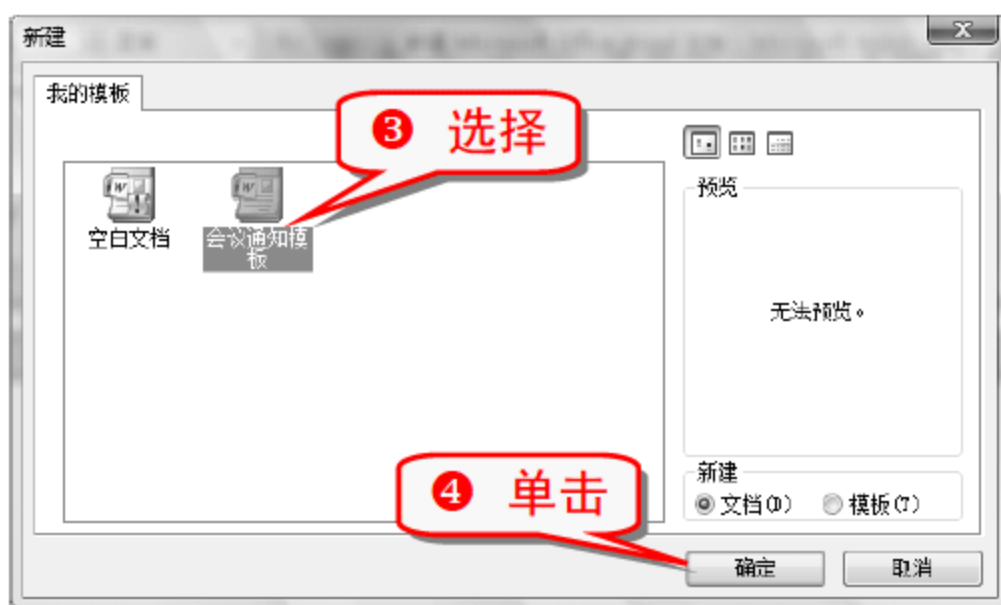 新建
我的模板
❸ 选择
空白文档
会议通知模
板
预览
无法预览。
❹ 单击
新建
文档(D)
模板(T)
确定
取消